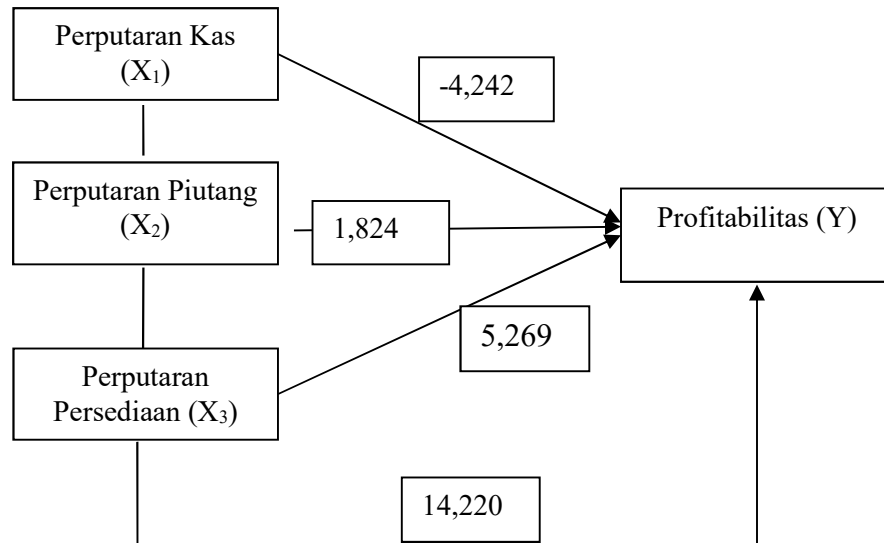 Perputaran Kas
(X₁)
-4,242
Perputaran Piutang
(X₂)
1,824
Profitabilitas (Y)
5,269
Perputaran
Persediaan (X₃)
14,220